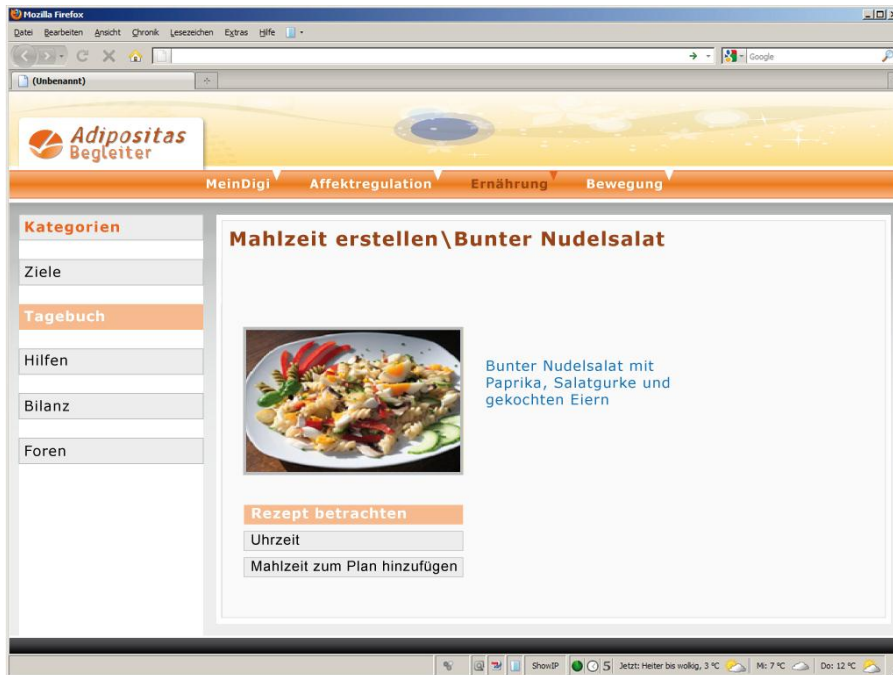 Mozilla Firefox
Datei Bearbeiten Ansicht Chronik Lesezeichen Extras Hilfe
Google
(Unbenannt)
Adipositas
Begleiter
MeinDigi Affektregulation Ernährung Bewegung
Kategorien
Ziele
Tagebuch
Hilfen
Bilanz
Foren
Mahlzeit erstellen\Bunter Nudelsalat
Bunter Nudelsalat mit
Paprika, Salatgurke und
gekochten Eiern
Rezept betrachten
Uhrzeit
Mahlzeit zum Plan hinzufügen
ShowIP 5 Jetzt: Heiter bis wolkig, 3 °C Mi: 7 °C Do: 12 °C